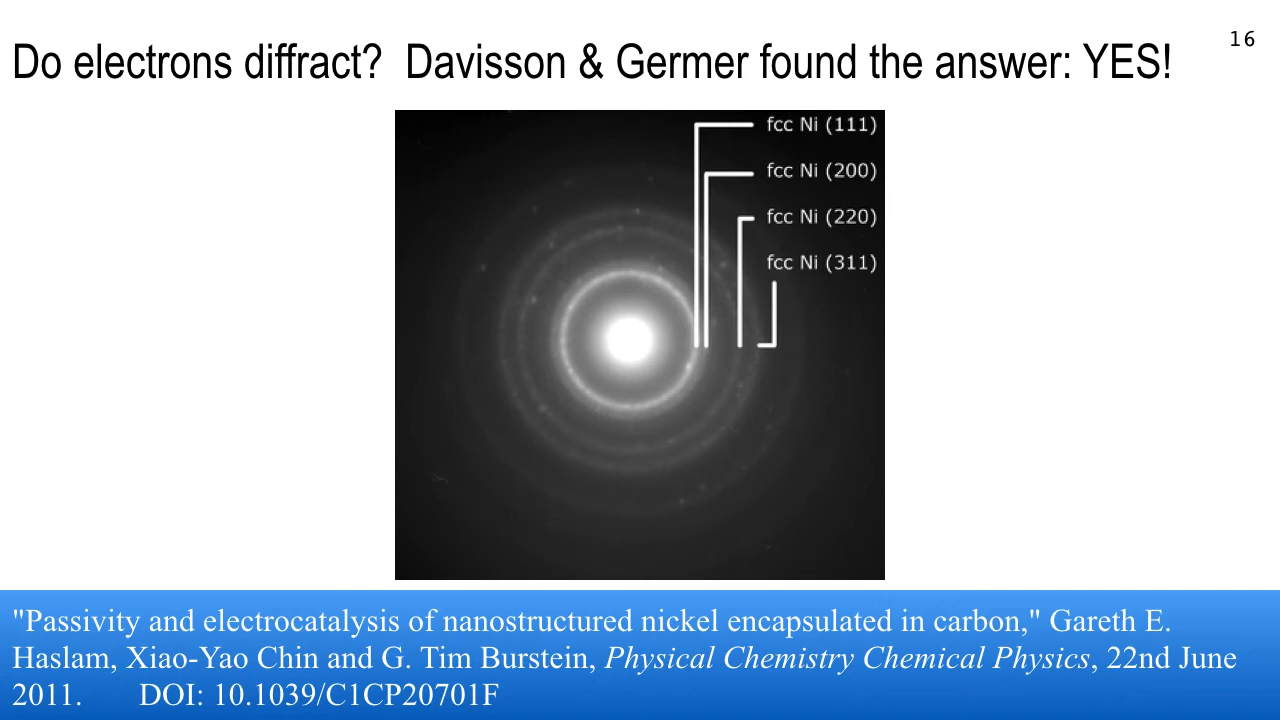 16
Do electrons diffract? Davisson & Germer found the answer: YES!
fcc Ni (111)
fcc Ni (200)
fcc Ni (220)
fcc Ni (311)
"Passivity and electrocatalysis of nanostructured nickel encapsulated in carbon," Gareth E.
Haslam, Xiao-Yao Chin and G. Tim Burstein, Physical Chemistry Chemical Physics, 22nd June
2011. DOI: 10.1039/C1CP20701F